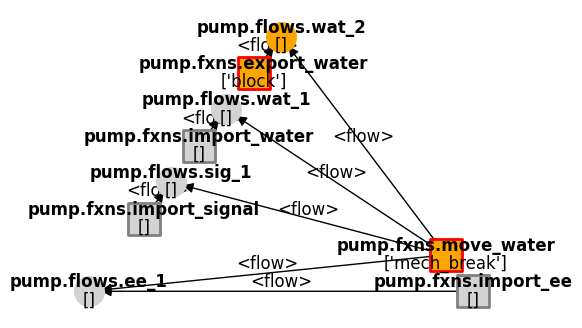 pump.flows.wat_2
<flo[]
pump.fxns.export_water
['block']
pump.flows.wat_1
<flo[]
pump.fxns.import_water
[]
<flow>
pump.flows.sig_1
<flow>
<flo[]
pump.fxns.import_signal
[]
<flow>
pump.fxns.move_water
['mech_break']
<flow>
pump.flows.ee_1
<flow>
pump.fxns.import_ee
[]
[]